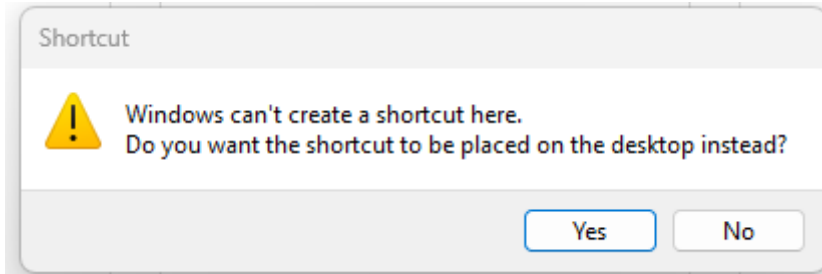 Shortcut
Windows can't create a shortcut here.
Do you want the shortcut to be placed on the desktop instead?
Yes No